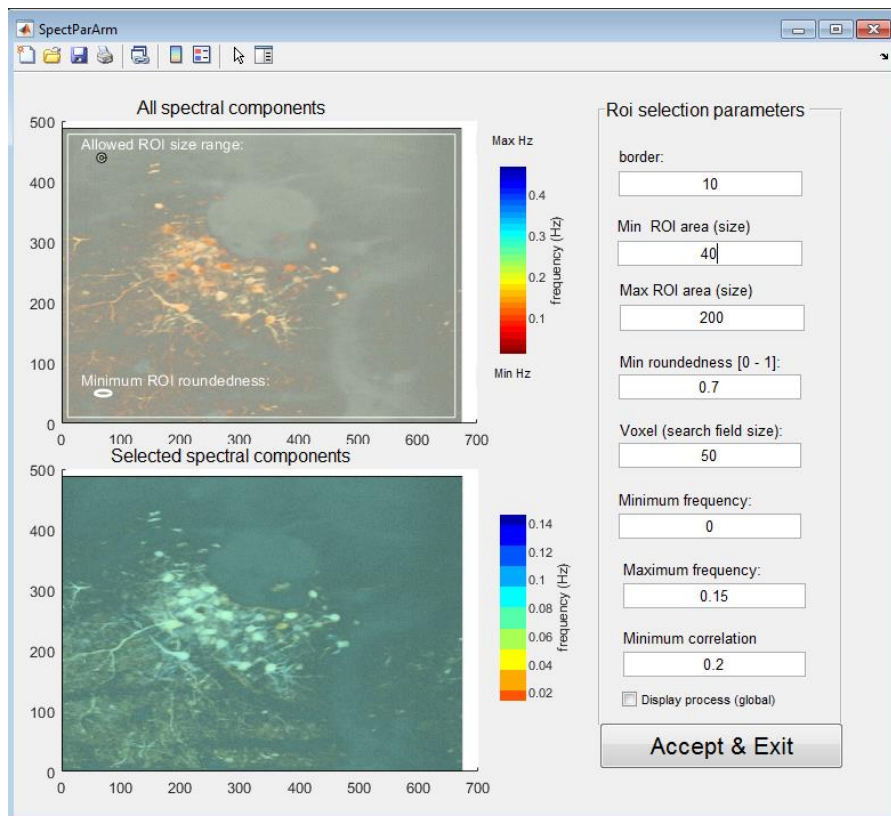 SpectParArm
All spectral components
500
400
300
200
100
0
0 100 200 300 400 500 600 700
Allowed ROI size range:
Minimum ROI roundedness:
Max Hz
0.4
0.3
0.2
0.1
frequency (Hz)
Min Hz
Selected spectral components
500
400
300
200
100
0
0 100 200 300 400 500 600 700
0.14
0.12
0.1
0.08
0.06
0.04
0.02
frequency (Hz)
Roi selection parameters
border:
10
Min ROI area (size)
40
Max ROI area (size)
200
Min roundedness [0 - 1]:
0.7
Voxel (search field size):
50
Minimum frequency:
0
Maximum frequency:
0.15
Minimum correlation
0.2
Display process (global)
Accept & Exit